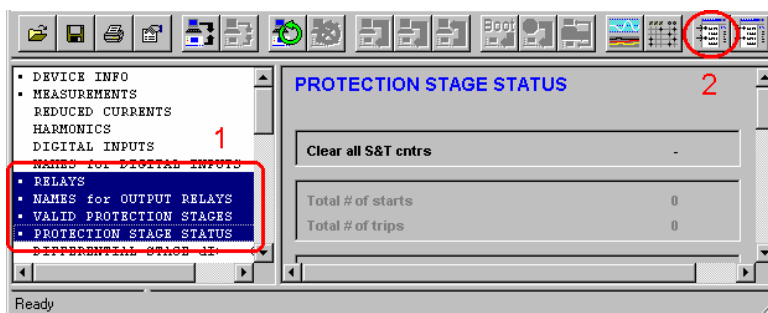 Boot
2
DEVICE INFO
MEASUREMENTS
REDUCED CURRENTS
HARMONICS
DIGITAL INPUTS
1
NAMES for DIGITAL INPUTS
RELAYS
NAMES for OUTPUT RELAYS
VALID PROTECTION STAGES
PROTECTION STAGE STATUS
DIFFERENTIAL STAGE dI>
PROTECTION STAGE STATUS
Clear all S&T cntrs -
Total # of starts 0
Total # of trips 0
Ready